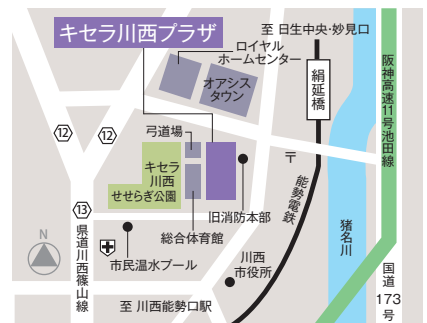 キセラ川西プラザ
至 日生中央・妙見口
ロイヤル
ホームセンター
オアシス
タウン
絹延橋
阪神高速11号池田線
12
12
弓道場
〒
キセラ
川西
せせらぎ公園
能勢電鉄
旧消防本部
猪名川
13
県道川西篠山線
総合体育館
N
市民温水プール
川西
市役所
至 川西能勢口駅
国道
173
号